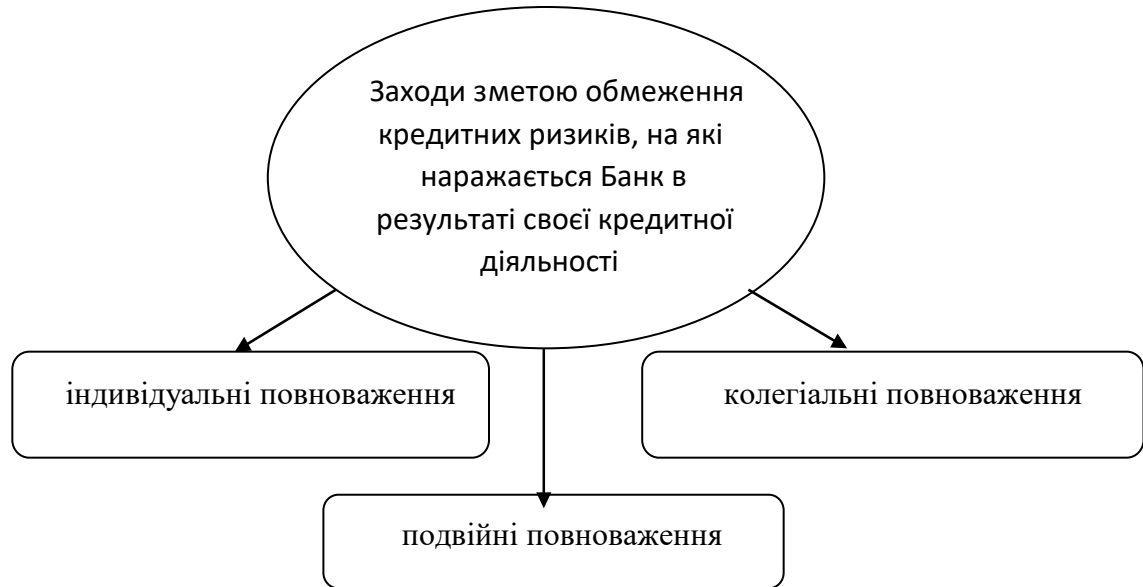 Заходи зметою обмеження
кредитних ризиків, на які
наражається Банк в
результаті своєї кредитної
діяльності
індивідуальні повноваження
колегіальні повноваження
подвійні повноваження